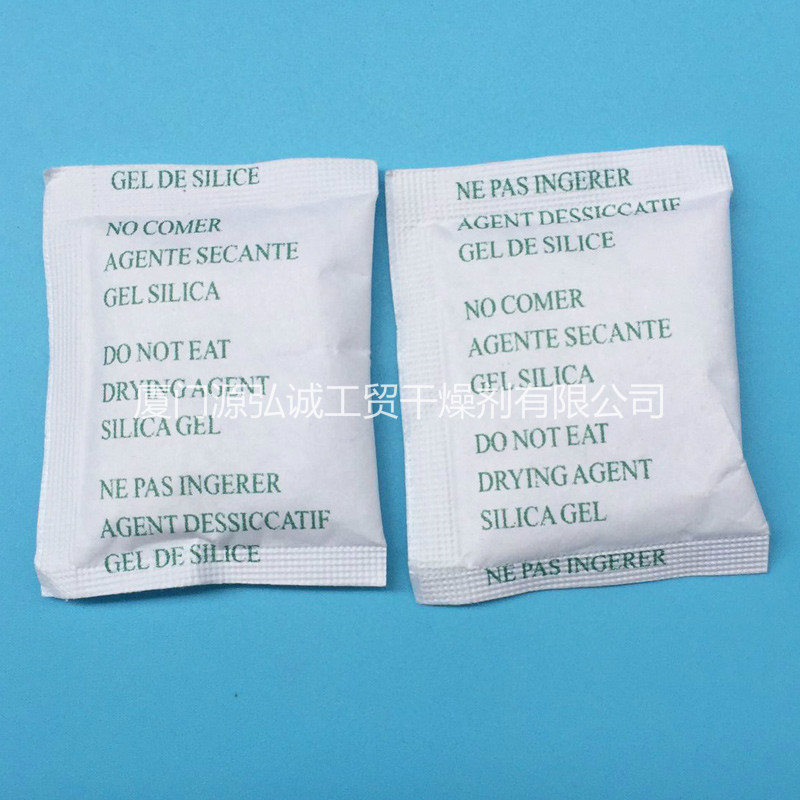 GEL DE SILICE
NO COMER
AGENTE SECANTE
GEL SILICA
DO NOT EAT
DRYING AGENT
SILICA GEL
NE PAS INGERER
AGENT DESSICCATIF
GEL DE SILICE
NE PAS INGERER
AGENT DESSICCATIF
GEL DE SILICE
NO COMER
AGENTE SECANTE
GEL SILICA
DO NOT EAT
DRYING AGENT
SILICA GEL
NE PAS INGERER
厦门源弘诚工贸干燥剂有限公司